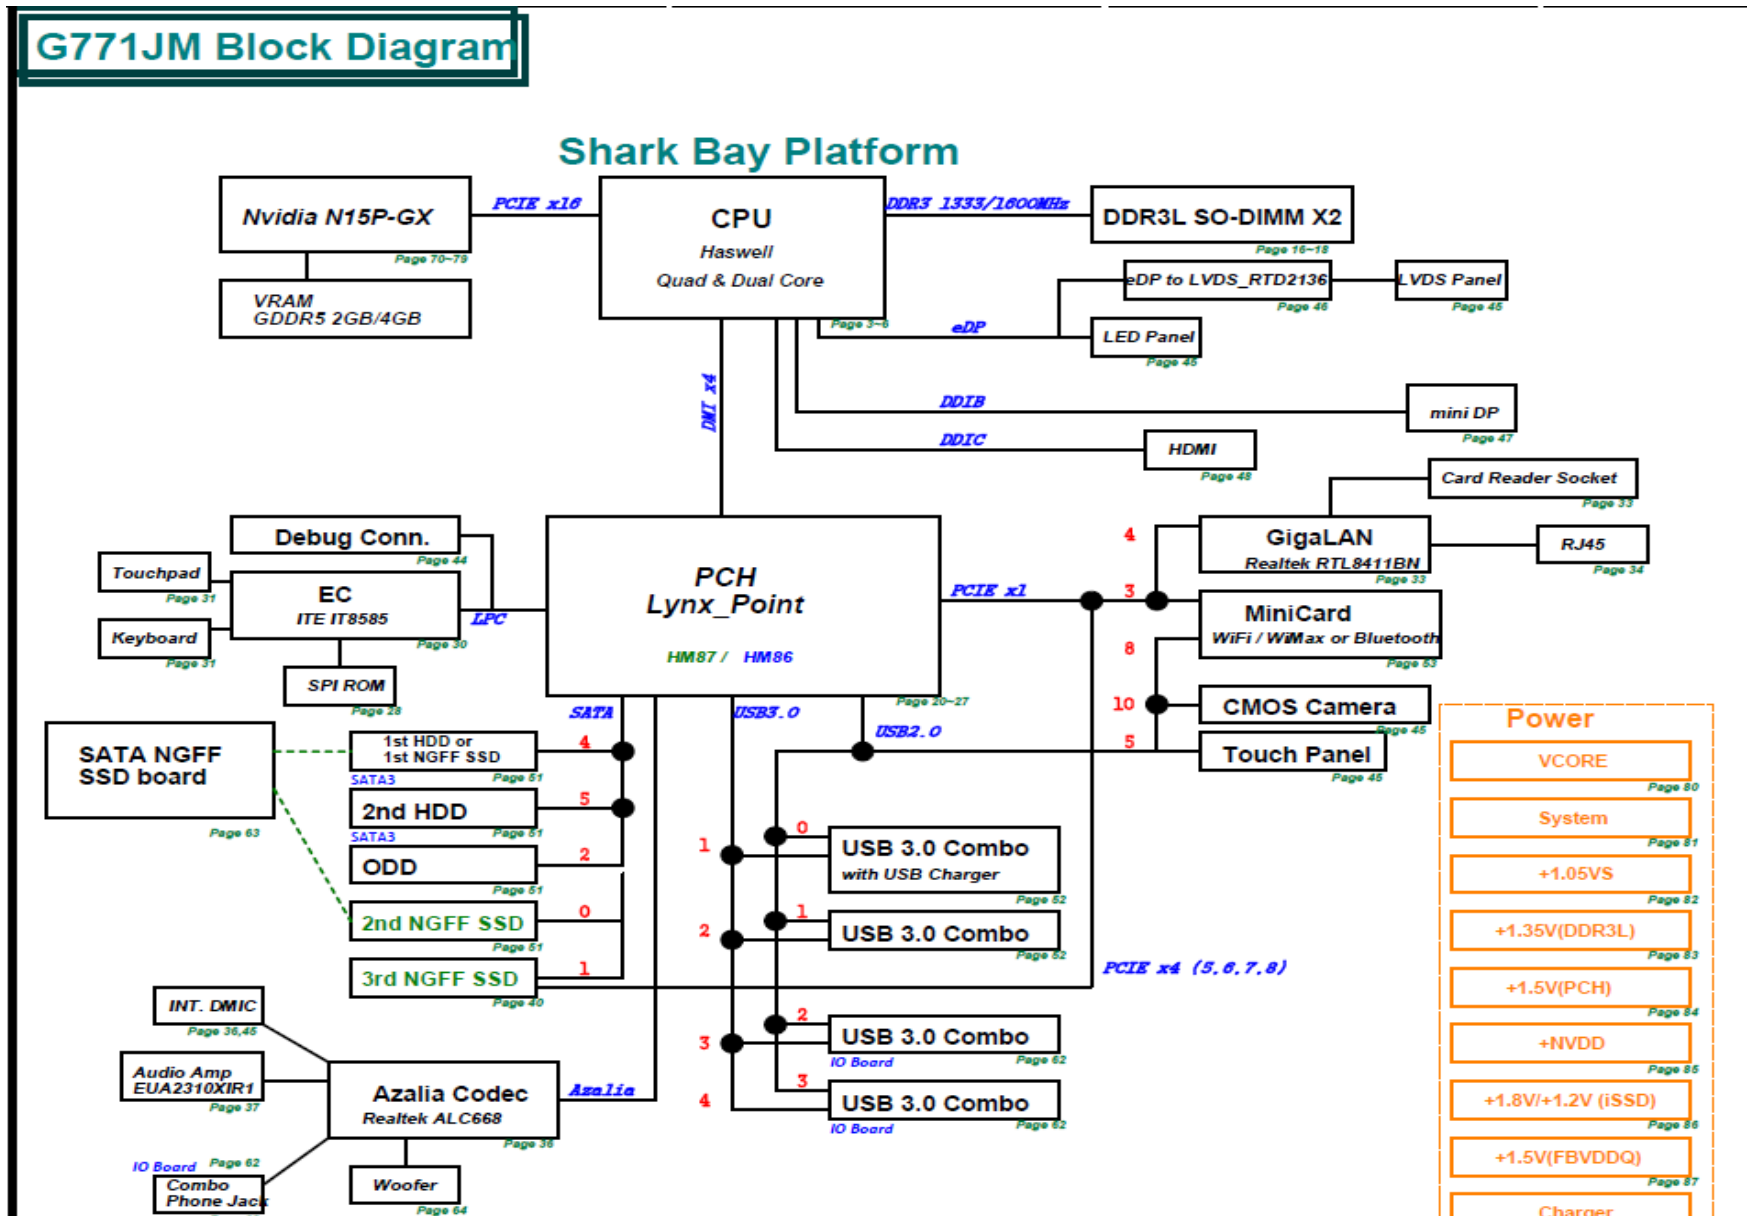 G771JM Block Diagram
Shark Bay Platform
Nvidia N15P-GX
Page 70~79
PCIE x16
CPU
Haswell
Quad & Dual Core
Page 3~6
DDR3 1333/1600MHz
DDR3L SO-DIMM X2
Page 16~18
VRAM
GDDR5 2GB/4GB
eDP to LVDS_RTD2136
Page 46
LVDS Panel
Page 45
eDP
LED Panel
Page 45
DMI x4
DDIB
mini DP
Page 47
DDIC
HDMI
Page 48
Card Reader Socket
Page 33
4
GigaLAN
Realtek RTL8411BN
Page 33
RJ45
Page 34
Debug Conn.
Page 44
Touchpad
Page 31
EC
ITE IT8585
Page 30
LPC
Keyboard
Page 31
SPI ROM
Page 28
PCH
Lynx_Point
HM87 / HM86
Page 20~27
PCIE x1
3
MiniCard
WiFi / WiMax or Bluetooth
Page 53
8
10
CMOS Camera
Page 45
5
Touch Panel
Page 45
SATA
USB3.0
USB2.0
SATA NGFF
SSD board
Page 63
1st HDD or
1st NGFF SSD
Page 51
4
SATA3
2nd HDD
Page 51
5
SATA3
ODD
Page 51
2
2nd NGFF SSD
Page 51
0
3rd NGFF SSD
Page 40
1
0
1
USB 3.0 Combo
with USB Charger
Page 52
1
2
USB 3.0 Combo
Page 52
PCIE x4 (5,6,7,8)
2
3
USB 3.0 Combo
IO Board
Page 62
3
4
USB 3.0 Combo
IO Board
Page 62
INT. DMIC
Page 36,45
Audio Amp
EUA2310XIR1
Page 37
Azalia Codec
Realtek ALC668
Page 36
Azalia
IO Board Page 62
Combo
Phone Jack
Woofer
Page 64
Power
VCORE
Page 80
System
Page 81
+1.05VS
Page 82
+1.35V(DDR3L)
Page 83
+1.5V(PCH)
Page 84
+NVDD
Page 85
+1.8V/+1.2V (iSSD)
Page 86
+1.5V(FBVDDQ)
Page 87
Charger